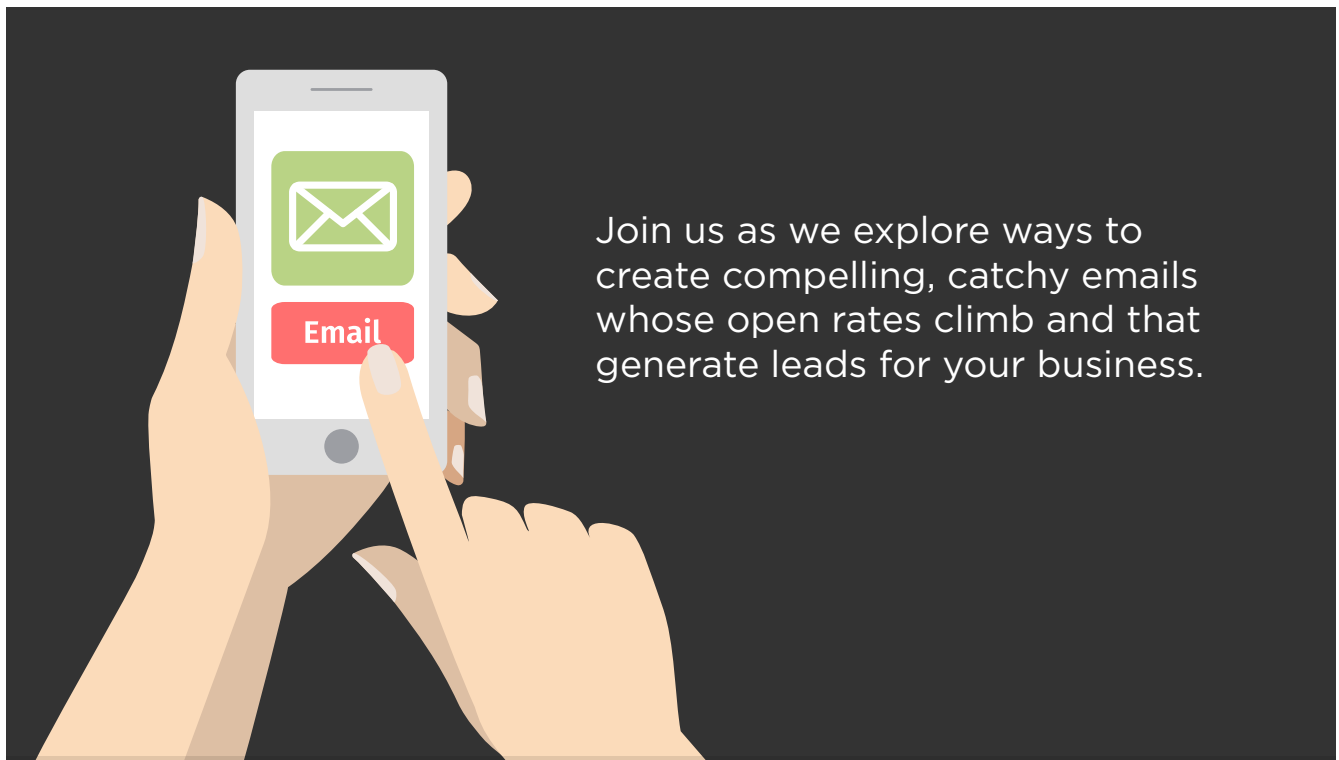 Email
Join us as we explore ways to
create compelling, catchy emails
whose open rates climb and that
generate leads for your business.